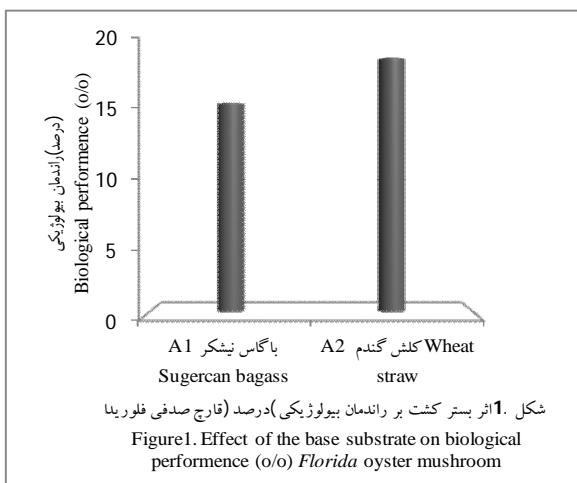 20
15
10
5
0
راندمان بیولوژیکی(درصد)
Biological performence (o/o)
A1 باگاس نیشکر
Sugercan bagass
A2 کلش گندم Wheat
straw
شکل .1اثر بستر کشت بر راندمان بیولوژیکی )درصد (قارچ صدفی فلوریدا
Figure1. Effect of the base substrate on biological
performence (o/o) Florida oyster mushroom